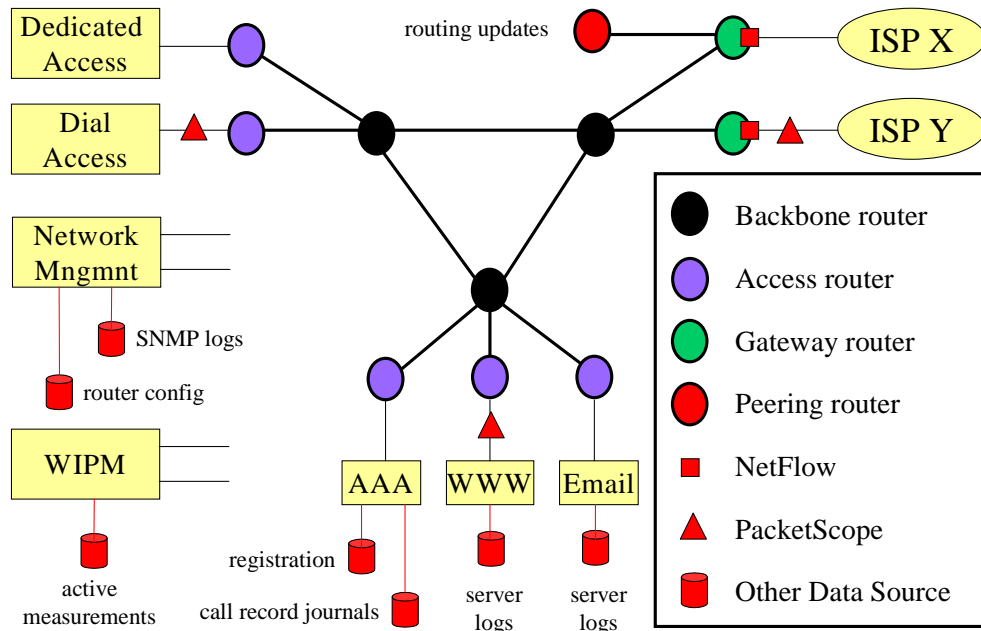 Dedicated
Access
routing updates
ISP X
Dial
Access
ISP Y
Network
Mngmnt
SNMP logs
router config
WIPM
active
measurements
AAA
WWW
Email
registration
call record journals
server
logs
server
logs
Backbone router
Access router
Gateway router
Peering router
NetFlow
PacketScope
Other Data Source